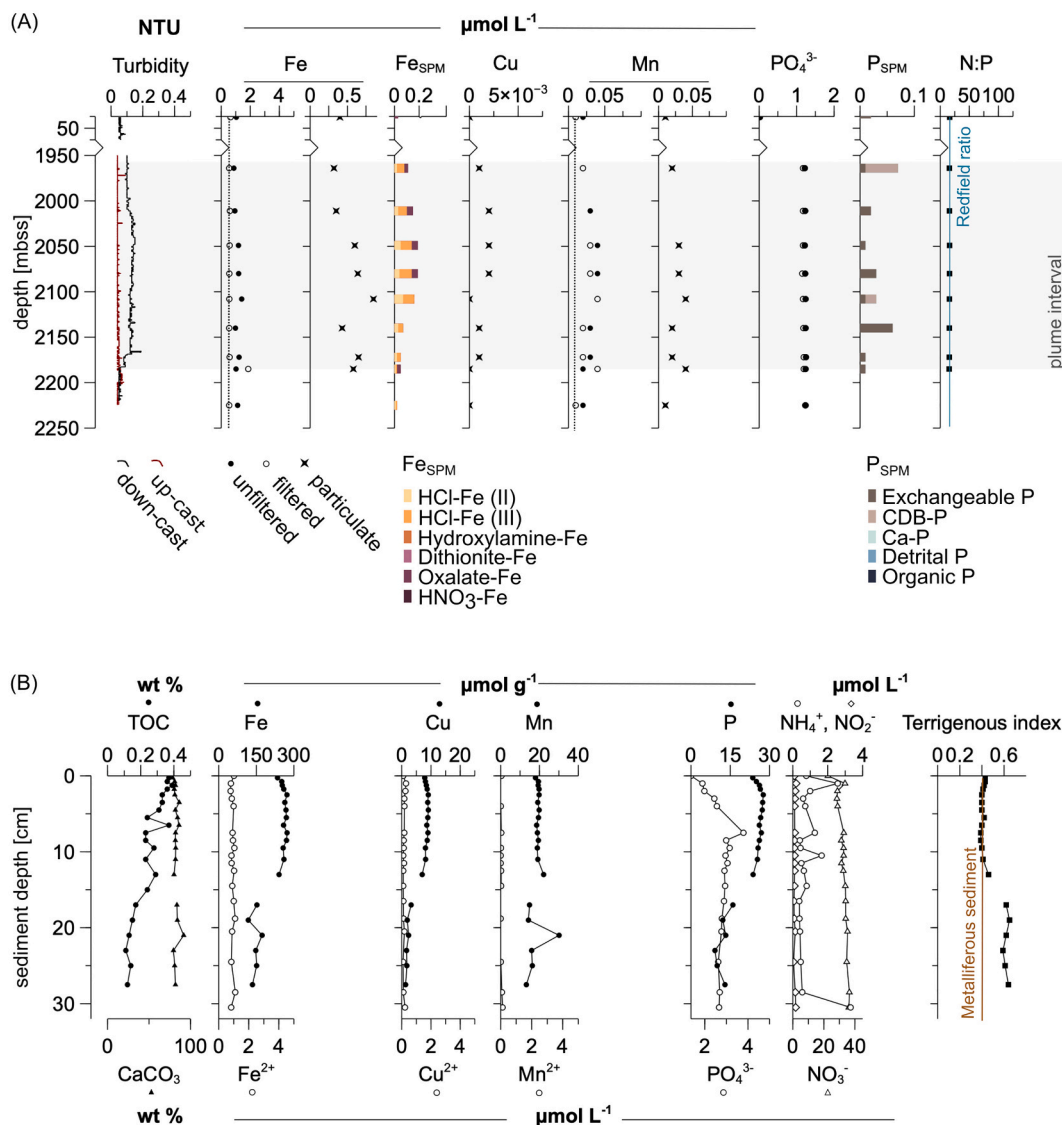 (A)
NTU μmol L⁻¹
Turbidity Fe Fe_SPM Cu Mn PO₄³⁻ P_SPM N:P
0 0.2 0.4 0 2 4 0 0.5 0 0.2 0 5×10⁻³ 0 0.05 0 0.05 0 1 2 0 0.1 0 50 100
50
1950
2000
2050
2100
2150
2200
2250
depth [mbss]
Redfield ratio
plume interval
down-cast
up-cast
unfiltered
filtered
particulate
Fe_SPM
HCl-Fe (II)
HCl-Fe (III)
Hydroxylamine-Fe
Dithionite-Fe
Oxalate-Fe
HNO₃-Fe
P_SPM
Exchangeable P
CDB-P
Ca-P
Detrital P
Organic P
(B)
wt % μmol g⁻¹ μmol L⁻¹
TOC Fe Cu Mn P NH₄⁺, NO₂⁻ Terrigenous index
0 0.2 0.4 0 150 300 0 10 20 0 20 40 0 15 30 0 1 2 3 4 0 0.2 0.4 0.6
0
10
20
30
sediment depth [cm]
Metalliferous sediment
0 100 0 2 4 0 2 4 0 2 4 2 4 0 20 40
CaCO₃ Fe²⁺ Cu²⁺ Mn²⁺ PO₄³⁻ NO₃⁻
wt % μmol L⁻¹